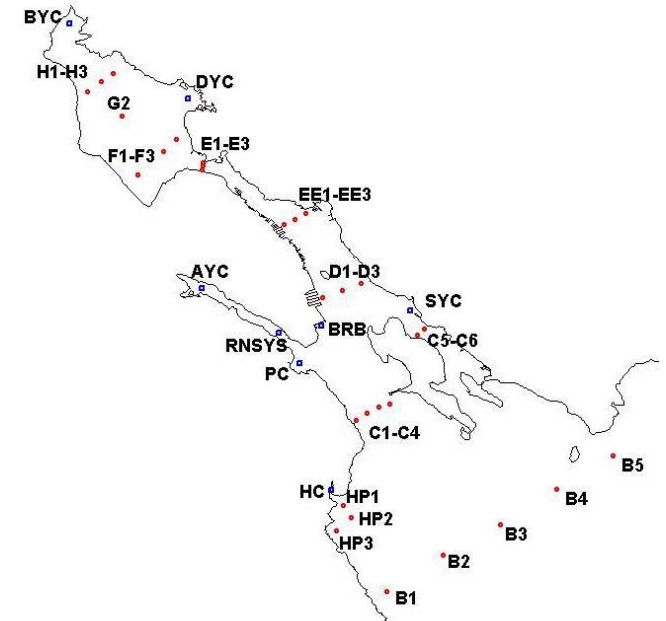 BYC
H1-H3
DYC
G2
E1-E3
F1-F3
EE1-EE3
AYC
D1-D3
SYC
BRB
RNSYS
C5-C6
PC
C1-C4
B5
HC
HP1
B4
HP2
B3
HP3
B2
B1